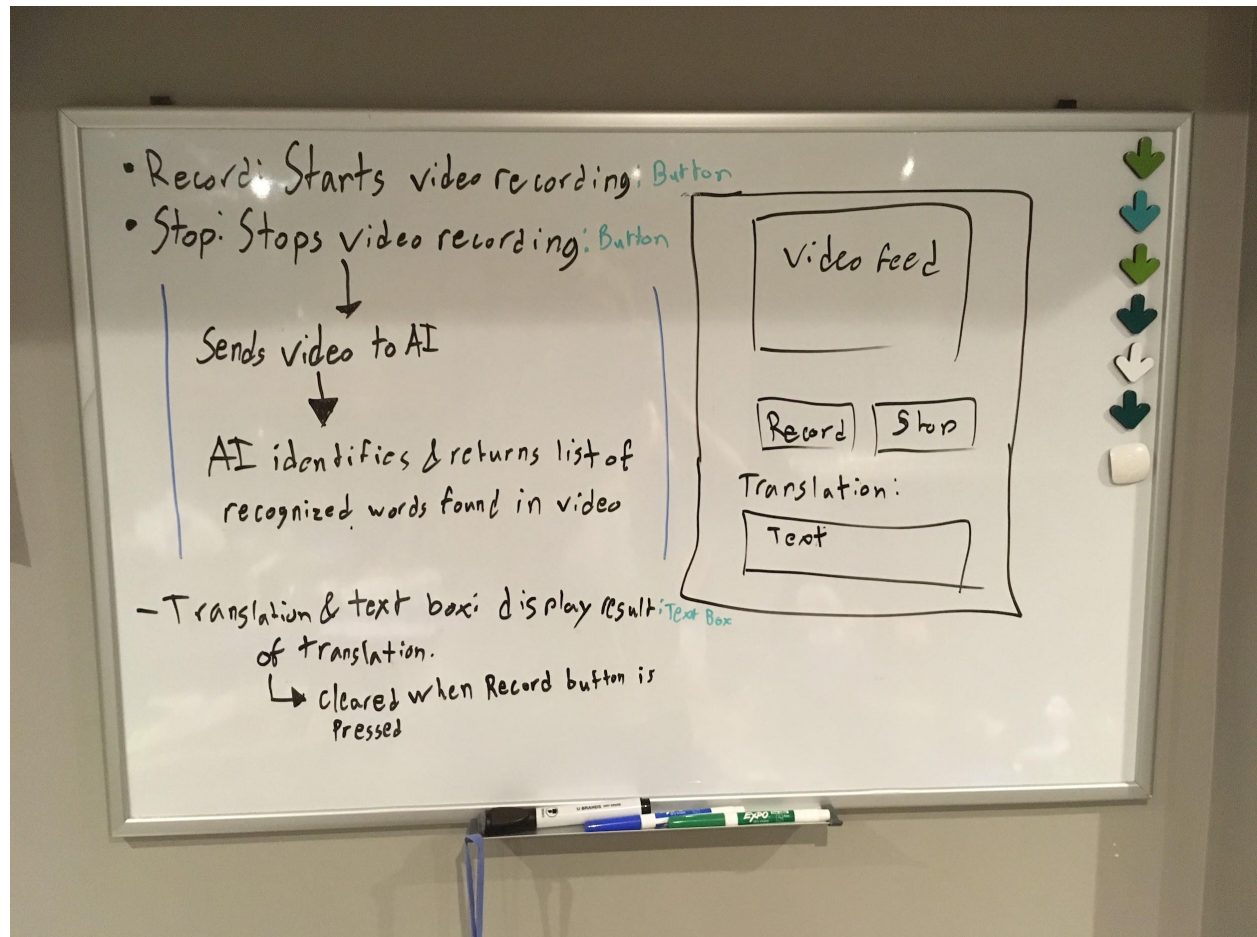 • Record: Starts video recording: Button
• Stop: Stops video recording: Button
Sends video to AI
AI identifies & returns list of
recognized words found in video
- Translation & text box: display result: Text Box
of translation.
cleared when Record button is
Pressed
Video Feed
Record
Stop
Translation:
Text
EXPO